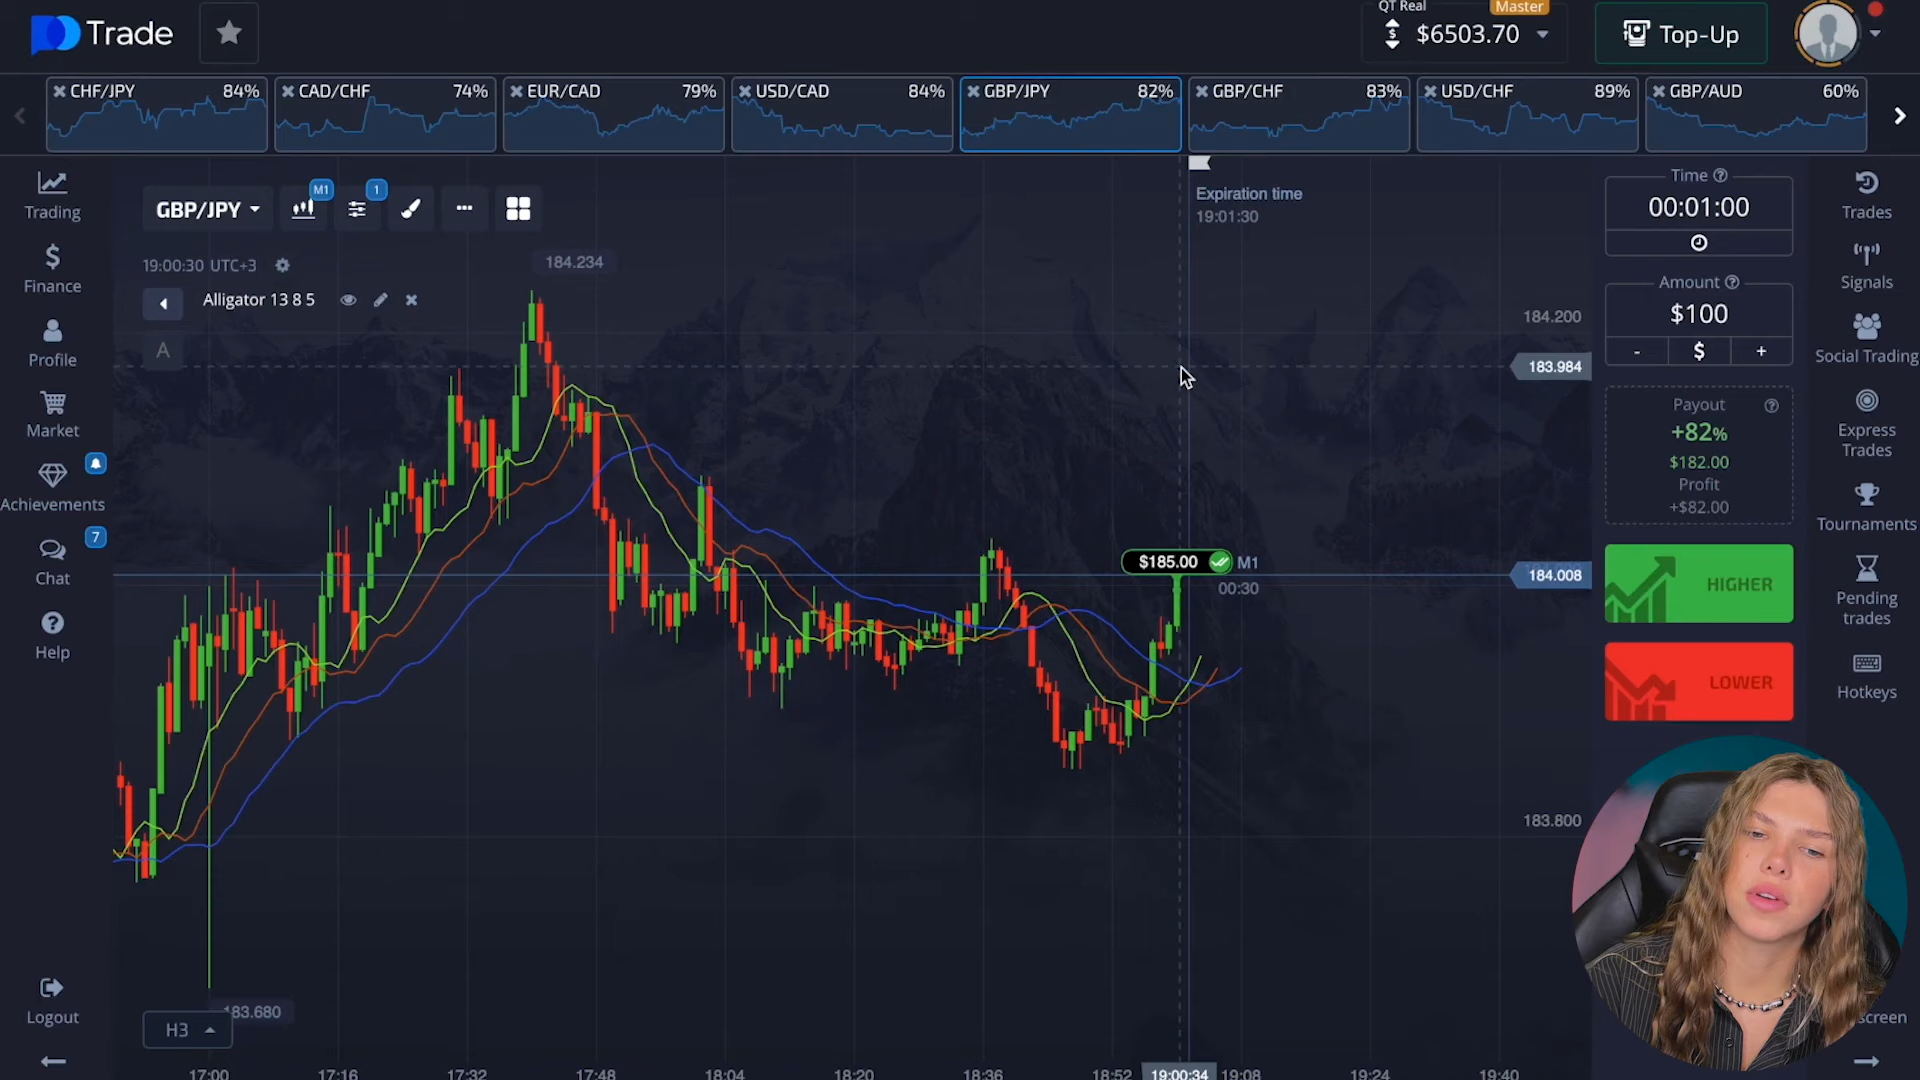 Trade
QT Real
Master
$6503.70
Top-Up
CHF/JPY 84%
CAD/CHF 74%
EUR/CAD 79%
USD/CAD 84%
GBP/JPY 82%
GBP/CHF 83%
USD/CHF 89%
GBP/AUD 60%
Trading
Finance
Profile
Market
Achievements
Chat
7
Help
Logout
GBP/JPY
M1
1
19:00:30 UTC+3
Alligator 13 8 5
A
184.234
Expiration time
19:01:30
184.200
183.984
$185.00
M1
00:30
184.008
183.800
183.680
H3
17:00
17:16
17:32
17:48
18:04
18:20
18:36
18:52
19:00:34
19:08
19:24
19:40
Time
00:01:00
Amount
$100
-
$
+
Payout
+82%
$182.00
Profit
+$82.00
HIGHER
LOWER
Trades
Signals
Social Trading
Express
Trades
Tournaments
Pending
trades
Hotkeys
screen